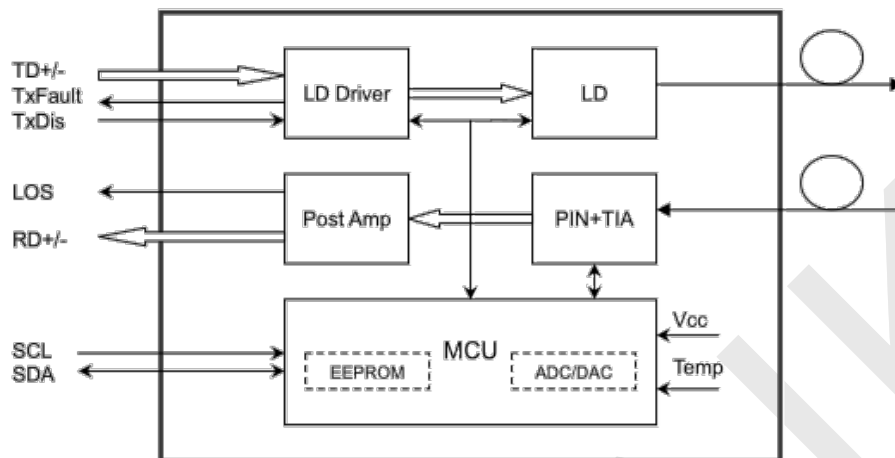 TD+/-
TxFault
TxDis
LD Driver
LD
LOS
RD+/-
Post Amp
PIN+TIA
SCL
SDA
MCU
EEPROM
ADC/DAC
Vcc
Temp